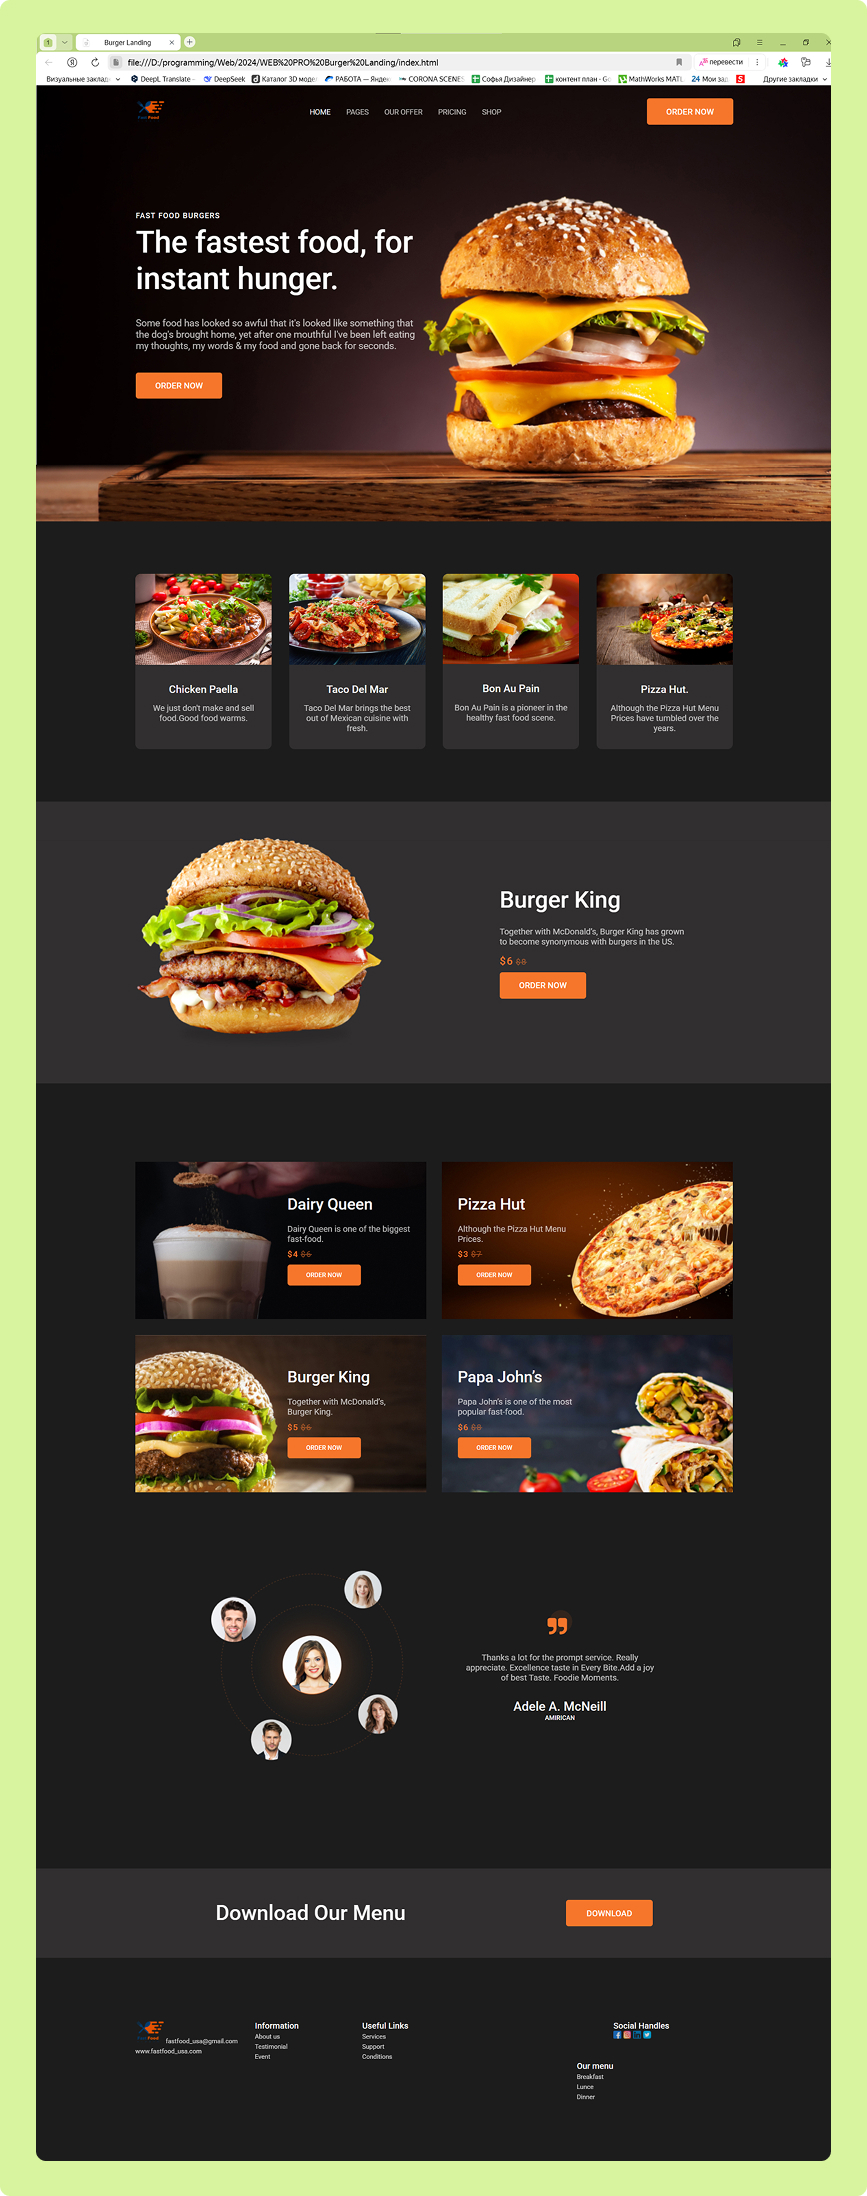 1
Burger Landing
file:///D:/programming/Web/2024/WEB%20PRO%20Burger%20Landing/index.html
перевести
Визуальные заклад
DeepL Translate -
DeepSeek
Каталог 3D моде
РАБОТА — Яндек
CORONA SCENES
Софья Дизайнер
контент план - Go
MathWorks MATL
24 Мои зад
S
Другие закладки
Fast Food
HOME
PAGES
OUR OFFER
PRICING
SHOP
ORDER NOW
FAST FOOD BURGERS
The fastest food, for
instant hunger.
Some food has looked so awful that it's looked like something that
the dog's brought home, yet after one mouthful I've been left eating
my thoughts, my words & my food and gone back for seconds.
ORDER NOW
Chicken Paella
We just don't make and sell
food.Good food warms.
Taco Del Mar
Taco Del Mar brings the best
out of Mexican cuisine with
fresh.
Bon Au Pain
Bon Au Pain is a pioneer in the
healthy fast food scene.
Pizza Hut.
Although the Pizza Hut Menu
Prices have tumbled over the
years.
Burger King
Together with McDonald's, Burger King has grown
to become synonymous with burgers in the US.
$6 $8
ORDER NOW
Dairy Queen
Dairy Queen is one of the biggest
fast-food.
$4 $6
ORDER NOW
Pizza Hut
Although the Pizza Hut Menu
Prices.
$3 $7
ORDER NOW
Burger King
Together with McDonald's,
Burger King.
$5 $6
ORDER NOW
Papa John's
Papa John's is one of the most
popular fast-food.
$6 $8
ORDER NOW
Thanks a lot for the prompt service. Really
appreciate. Excellence taste in Every Bite.Add a joy
of best Taste. Foodie Moments.
Adele A. McNeill
AMIRICAN
Download Our Menu
DOWNLOAD
Fast Food
fastfood_usa@gmail.com
www.fastfood_usa.com
Information
About us
Testimonial
Event
Useful Links
Services
Support
Conditions
Social Handles
Our menu
Breakfast
Lunce
Dinner